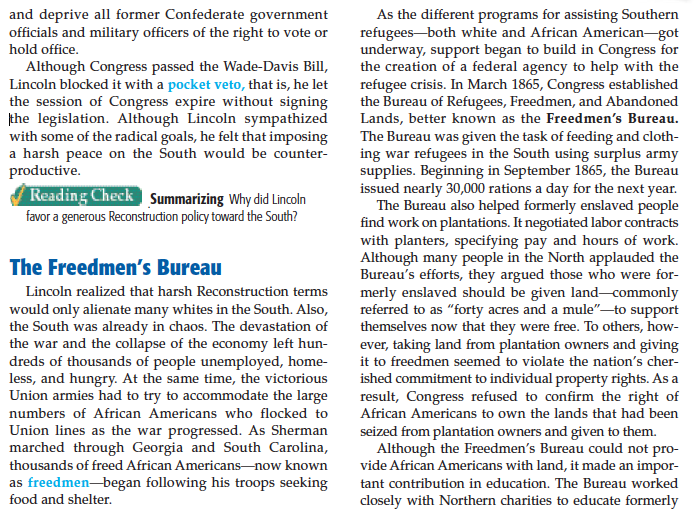 and deprive all former Confederate government
officials and military officers of the right to vote or
hold office.
Although Congress passed the Wade-Davis Bill,
Lincoln blocked it with a pocket veto, that is, he let
the session of Congress expire without signing
the legislation. Although Lincoln sympathized
with some of the radical goals, he felt that imposing
a harsh peace on the South would be counter-
productive.
Reading Check Summarizing Why did Lincoln
favor a generous Reconstruction policy toward the South?
The Freedmen's Bureau
Lincoln realized that harsh Reconstruction terms
would only alienate many whites in the South. Also,
the South was already in chaos. The devastation of
the war and the collapse of the economy left hun-
dreds of thousands of people unemployed, home-
less, and hungry. At the same time, the victorious
Union armies had to try to accommodate the large
numbers of African Americans who flocked to
Union lines as the war progressed. As Sherman
marched through Georgia and South Carolina,
thousands of freed African Americans—now known
as freedmen—began following his troops seeking
food and shelter.
As the different programs for assisting Southern
refugees—both white and African American—got
underway, support began to build in Congress for
the creation of a federal agency to help with the
refugee crisis. In March 1865, Congress established
the Bureau of Refugees, Freedmen, and Abandoned
Lands, better known as the Freedmen's Bureau.
The Bureau was given the task of feeding and cloth-
ing war refugees in the South using surplus army
supplies. Beginning in September 1865, the Bureau
issued nearly 30,000 rations a day for the next year.
The Bureau also helped formerly enslaved people
find work on plantations. It negotiated labor contracts
with planters, specifying pay and hours of work.
Although many people in the North applauded the
Bureau's efforts, they argued those who were for-
merly enslaved should be given land—commonly
referred to as "forty acres and a mule"—to support
themselves now that they were free. To others, how-
ever, taking land from plantation owners and giving
it to freedmen seemed to violate the nation's cher-
ished commitment to individual property rights. As a
result, Congress refused to confirm the right of
African Americans to own the lands that had been
seized from plantation owners and given to them.
Although the Freedmen's Bureau could not pro-
vide African Americans with land, it made an impor-
tant contribution in education. The Bureau worked
closely with Northern charities to educate formerly